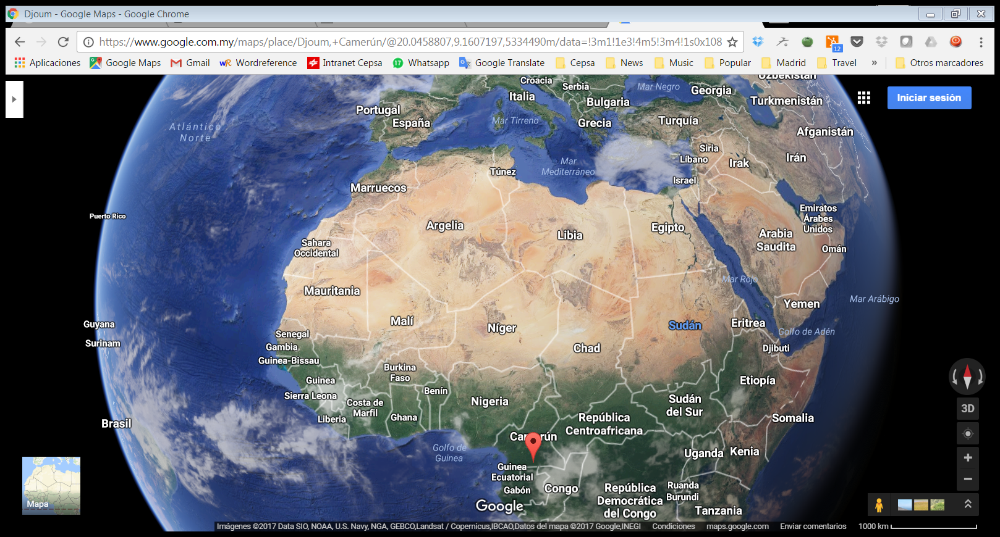 Djoum - Google Maps - Google Chrome
https://www.google.com.my/maps/place/Djoum,+Camerún/@20.0458807,9.1607197,5334490m/data=!3m1!1e3!4m5!3m4!1s0x108
12
Aplicaciones Google Maps Gmail Wordreference Intranet Cepsa Whatsapp Google Translate Cepsa News Music Popular Madrid Travel » Otros marcadores
Uzbekistán
Croacia
Serbia
Mar Negro
Georgia
Italia
Bulgaria
Turkmenistán
Iniciar sesión
Portugal
España
Mar Tirreno
Grecia
Turquía
Atlántico
Norte
Afganistán
Siria
Líbano
Irak
Irán
Mar
Mediterráneo
Túnez
Israel
Marruecos
Puerto Rico
Emiratos
Árabes
Unidos
Argelia
Libia
Egipto
Arabia
Saudita
Omán
Sahara
Occidental
Mar Rojo
Mauritania
Mar Arábigo
Yemen
Guyana
Malí
Níger
Sudán
Eritrea
Golfo de Adén
Surinam
Senegal
Gambia
Guinea-Bissau
Chad
Djibuti
Burkina
Faso
Guinea
Etiopía
Sierra Leona
Benín
Costa de
Marfil
Nigeria
Sudán
del Sur
Liberia
Ghana
República
Centroafricana
Somalia
3D
Brasil
Camerún
Golfo de
Guinea
Uganda
Kenia
Guinea
Ecuatorial
Gabón
Congo
República
Democrática
del Congo
Ruanda
Burundi
Tanzania
Mapa
Google
Imágenes ©2017 Data SIO, NOAA, U.S. Navy, NGA, GEBCO,Landsat / Copernicus,IBCAO,Datos del mapa ©2017 Google,INEGI Condiciones maps.google.com Enviar comentarios 1000 km